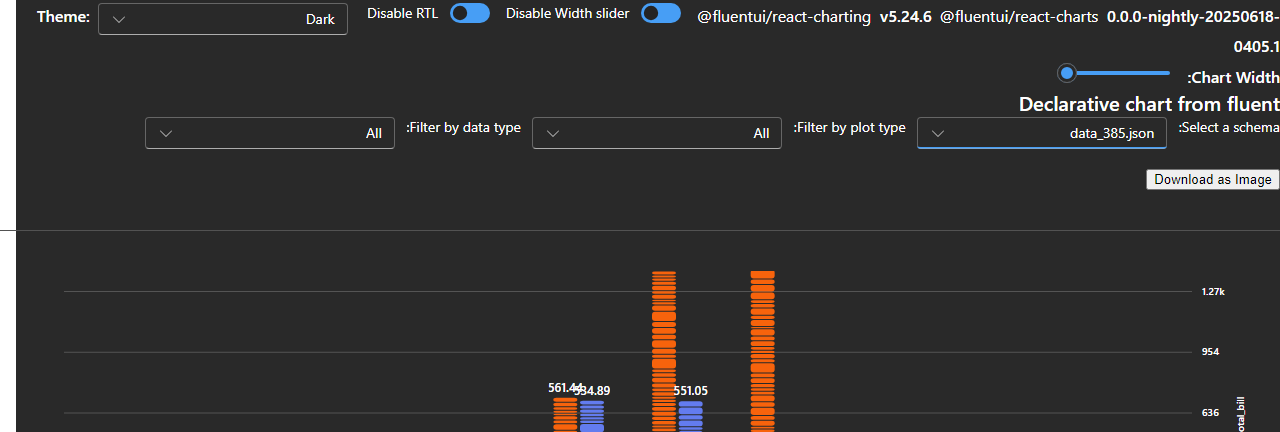 Theme: Dark Disable RTL Disable Width slider @fluentui/react-charting v5.24.6 @fluentui/react-charts 0.0.0-nightly-20250618-
0405.1
:Chart Width
Declarative chart from fluent
:Select a schema data_385.json :Filter by plot type All :Filter by data type All
Download as Image
1.27k
954
561.44 534.89 551.05
636